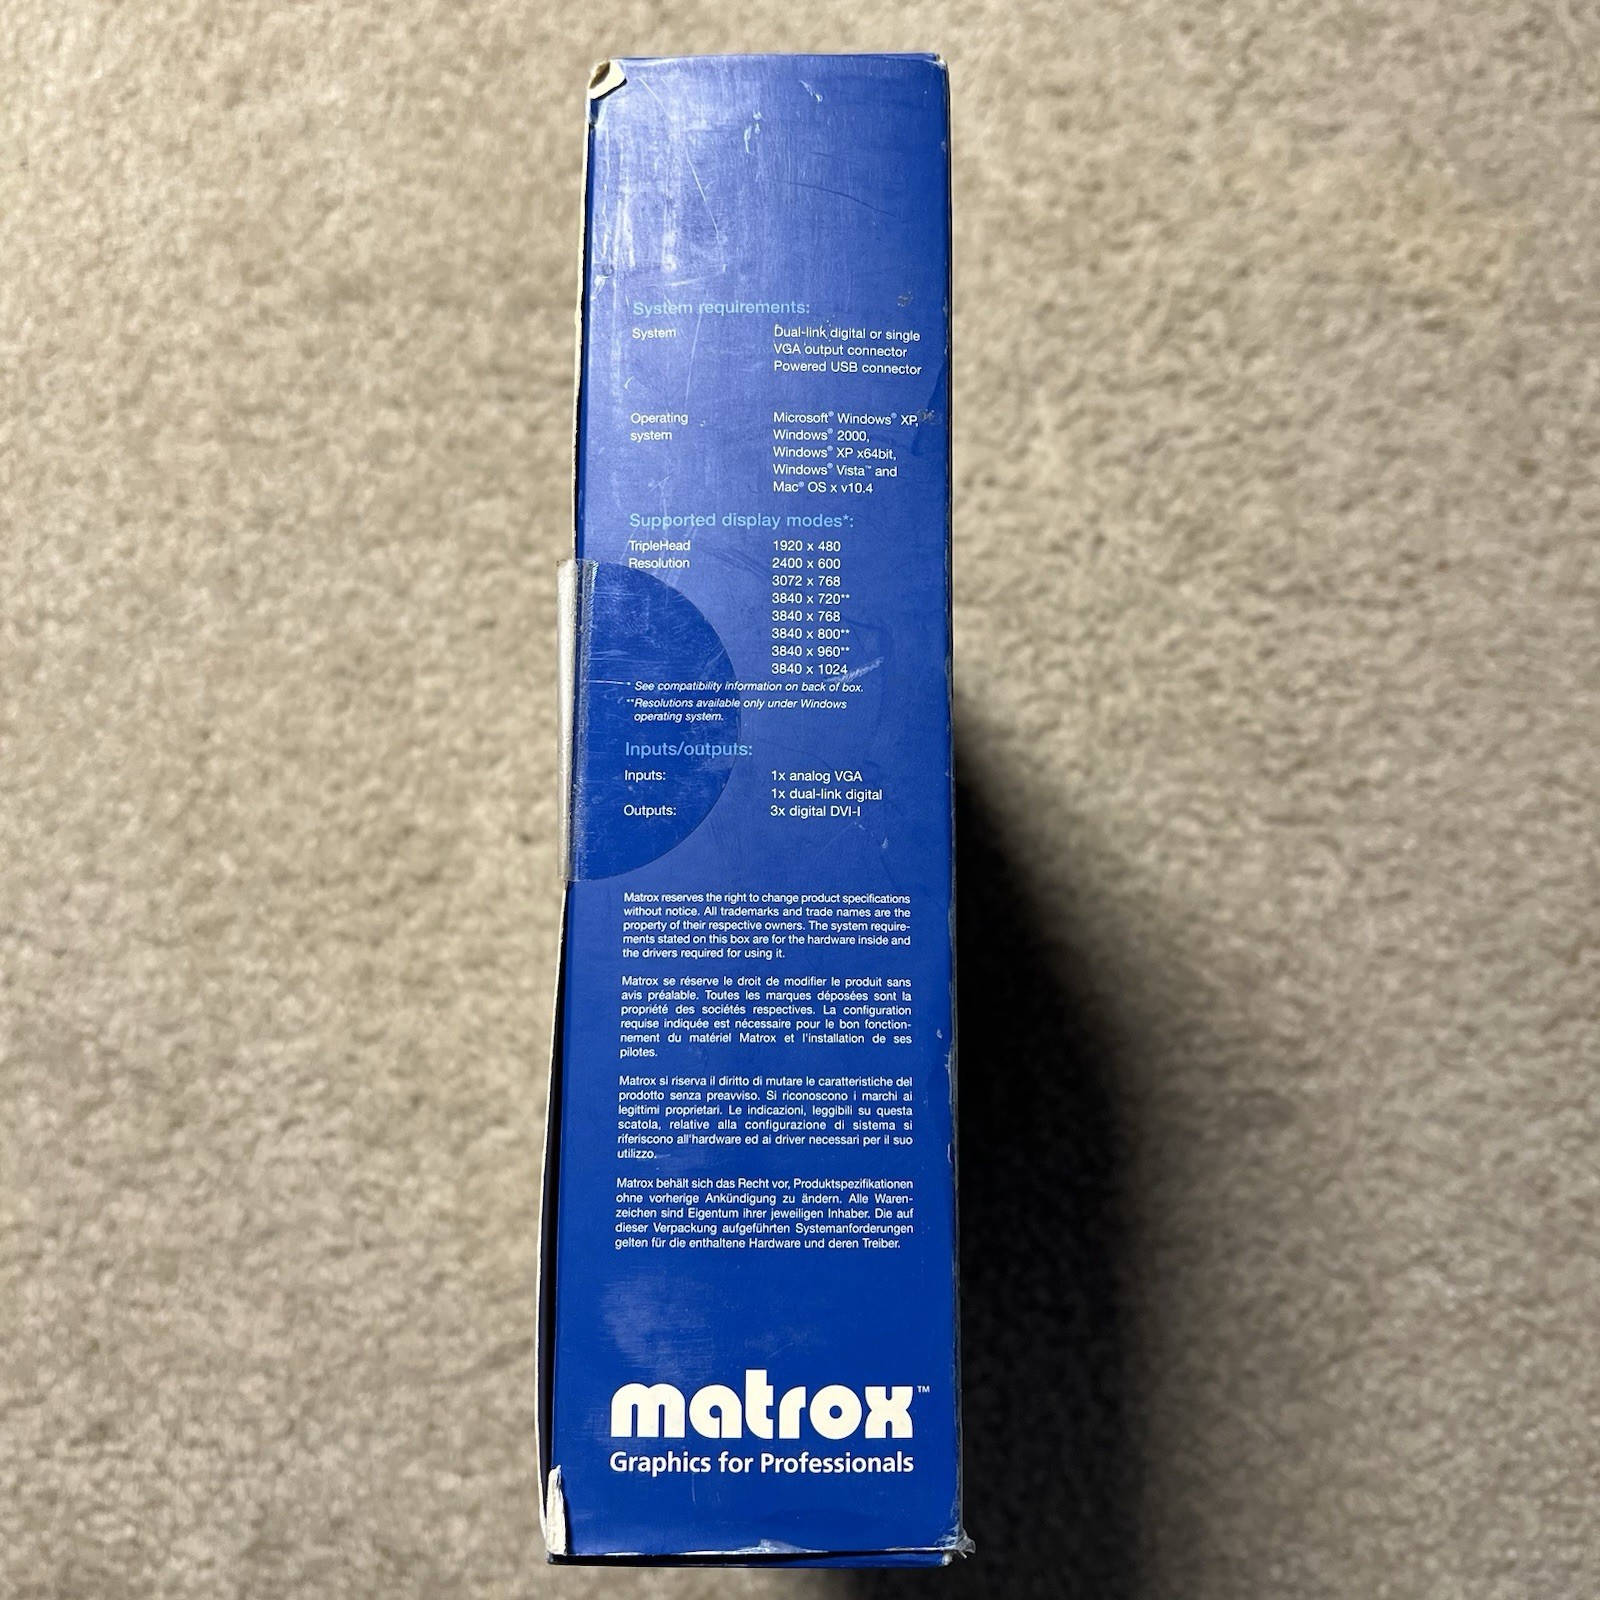 System requirements:
System Dual-link digital or single
VGA output connector
Powered USB connector
Operating Microsoft® Windows® XP,
system Windows® 2000,
Windows® XP x64bit,
Windows® Vista™ and
Mac® OS x v10.4
Supported display modes*:
TripleHead 1920 x 480
Resolution 2400 x 600
3072 x 768
3840 x 720**
3840 x 768
3840 x 800**
3840 x 960**
3840 x 1024
* See compatibility information on back of box.
**Resolutions available only under Windows
operating system.
Inputs/outputs:
Inputs: 1x analog VGA
1x dual-link digital
Outputs: 3x digital DVI-I
Matrox reserves the right to change product specifications
without notice. All trademarks and trade names are the
property of their respective owners. The system require-
ments stated on this box are for the hardware inside and
the drivers required for using it.
Matrox se réserve le droit de modifier le produit sans
avis préalable. Toutes les marques déposées sont la
propriété des sociétés respectives. La configuration
requise indiquée est nécessaire pour le bon fonction-
nement du matériel Matrox et l'installation de ses
pilotes.
Matrox si riserva il diritto di mutare le caratteristiche del
prodotto senza preavviso. Si riconoscono i marchi ai
legittimi proprietari. Le indicazioni, leggibili su questa
scatola, relative alla configurazione di sistema si
riferiscono all'hardware ed ai driver necessari per il suo
utilizzo.
Matrox behält sich das Recht vor, Produktspezifikationen
ohne vorherige Ankündigung zu ändern. Alle Waren-
zeichen sind Eigentum ihrer jeweiligen Inhaber. Die auf
dieser Verpackung aufgeführten Systemanforderungen
gelten für die enthaltene Hardware und deren Treiber.
matrox™
Graphics for Professionals